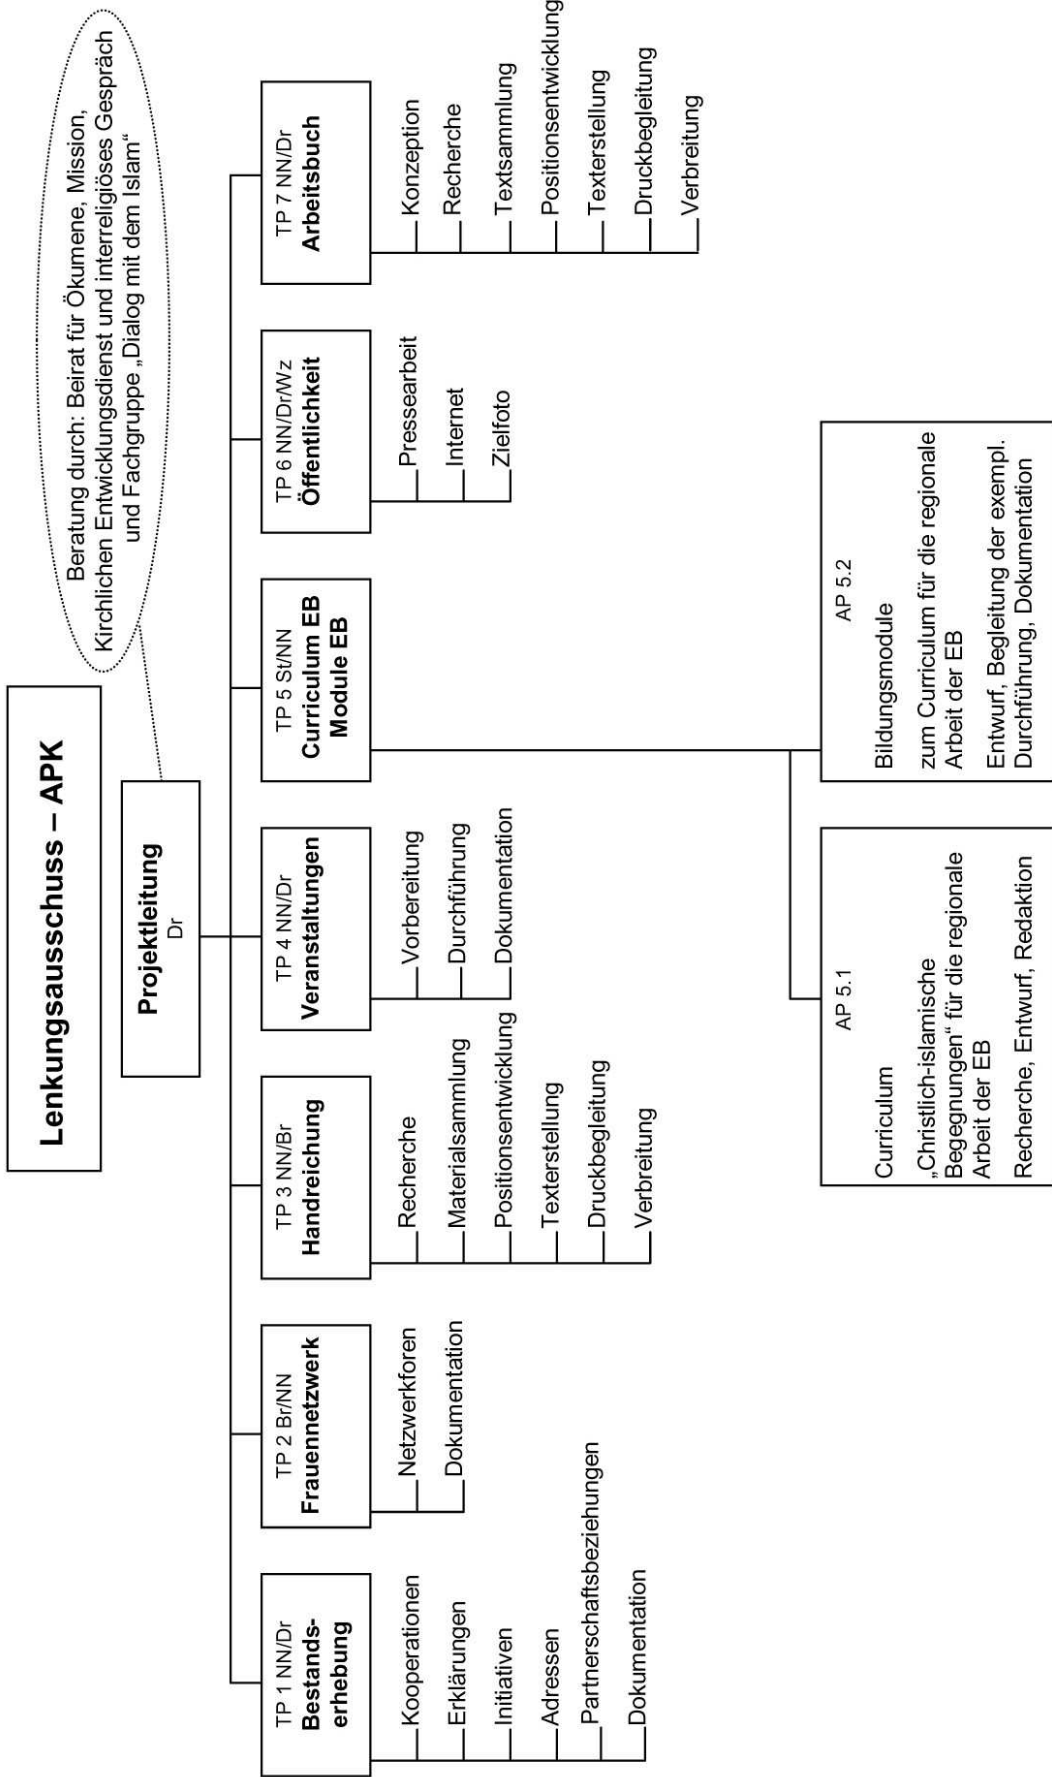 Lenkungsausschuss – APK
Beratung durch: Beirat für Ökumene, Mission,
Kirchlichen Entwicklungsdienst und interreligiöses Gespräch
und Fachgruppe „Dialog mit dem Islam“
Projektleitung
Dr
TP 1 NN/Dr
Bestands-
erhebung
Kooperationen
Erklärungen
Initiativen
Adressen
Partnerschaftsbeziehungen
Dokumentation
TP 2 Br/NN
Frauennetzwerk
Netzwerkforen
Dokumentation
TP 3 NN/Br
Handreichung
Recherche
Materialsammlung
Positionsentwicklung
Texterstellung
Druckbegleitung
Verbreitung
TP 4 NN/Dr
Veranstaltungen
Vorbereitung
Durchführung
Dokumentation
TP 5 St/NN
Curriculum EB
Module EB
TP 6 NN/Dr/Wz
Öffentlichkeit
Pressearbeit
Internet
Zielfoto
TP 7 NN/Dr
Arbeitsbuch
Konzeption
Recherche
Textsammlung
Positionsentwicklung
Texterstellung
Druckbegleitung
Verbreitung
AP 5.1
Curriculum
„Christlich-islamische
Begegnungen“ für die regionale
Arbeit der EB
Recherche, Entwurf, Redaktion
AP 5.2
Bildungsmodule
zum Curriculum für die regionale
Arbeit der EB
Entwurf, Begleitung der exempl.
Durchführung, Dokumentation